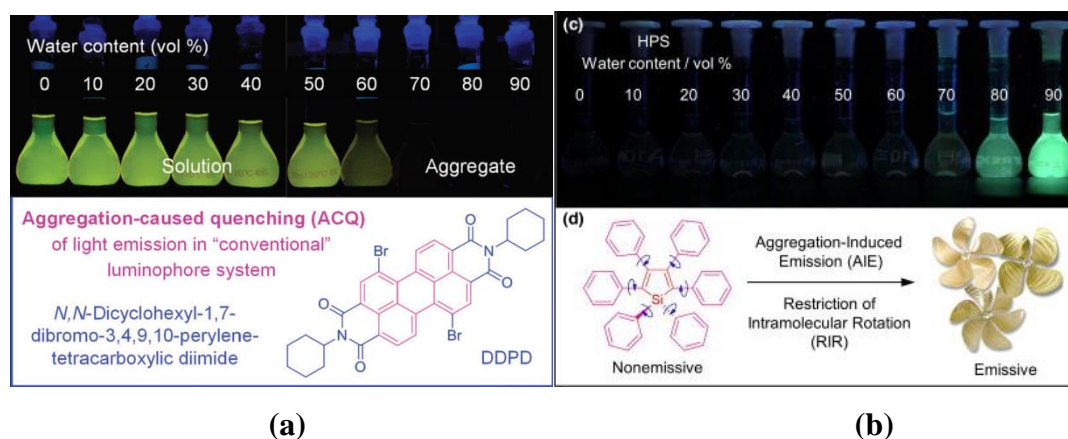 Water content (vol %)
0 10 20 30 40 50 60 70 80 90
Solution Aggregate
Aggregation-caused quenching (ACQ)
of light emission in “conventional”
luminophore system
N,N-Dicyclohexyl-1,7-
dibromo-3,4,9,10-perylene-
tetracarboxylic diimide
Br
O
N
O
O
N
O
Br
DDPD
(a)
(c)
HPS
Water content / vol %
0 10 20 30 40 50 60 70 80 90
(d)
Si
Nonemissive
Aggregation-Induced
Emission (AIE)
Restriction of
Intramolecular Rotation
(RIR)
Emissive
(b)